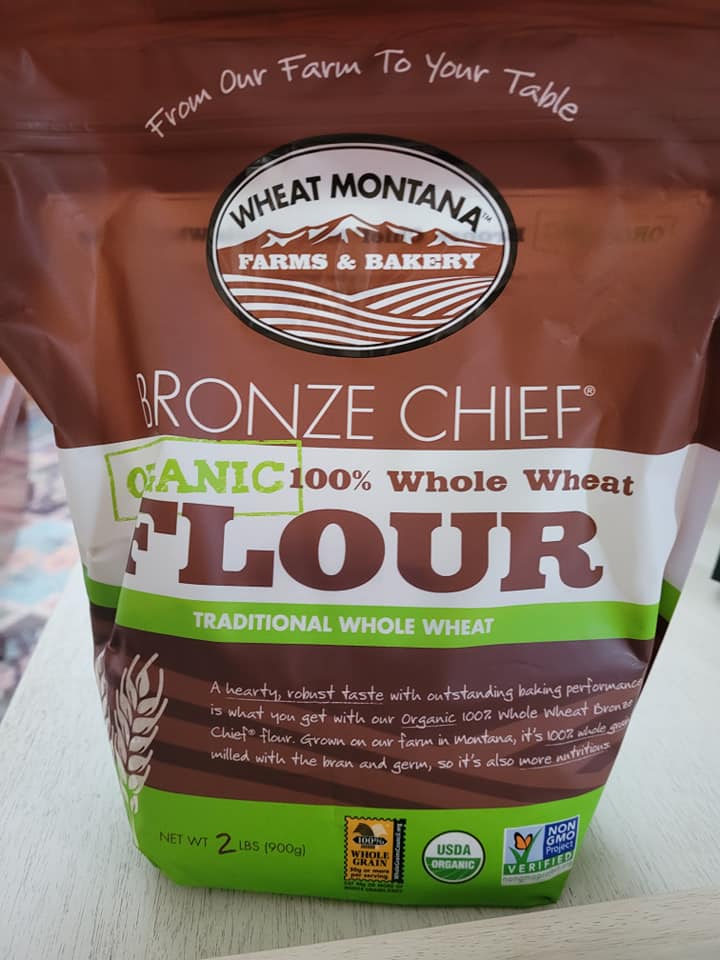 From Our Farm To Your Table
WHEAT MONTANA™
FARMS & BAKERY
BRONZE CHIEF®
100% Whole Wheat
FLOUR
TRADITIONAL WHOLE WHEAT
A hearty, robust taste with outstanding baking performance
is what you get with our Organic 100% Whole Wheat Bronze
Chief® flour. Grown on our farm in Montana, it's 100% whole
milled with the bran and germ, so it's also more nutritious
NET WT 2 LBS (900g)
100%
WHOLE
GRAIN
per serving
USDA
ORGANIC
NON
GMO
Project
VERIFIED